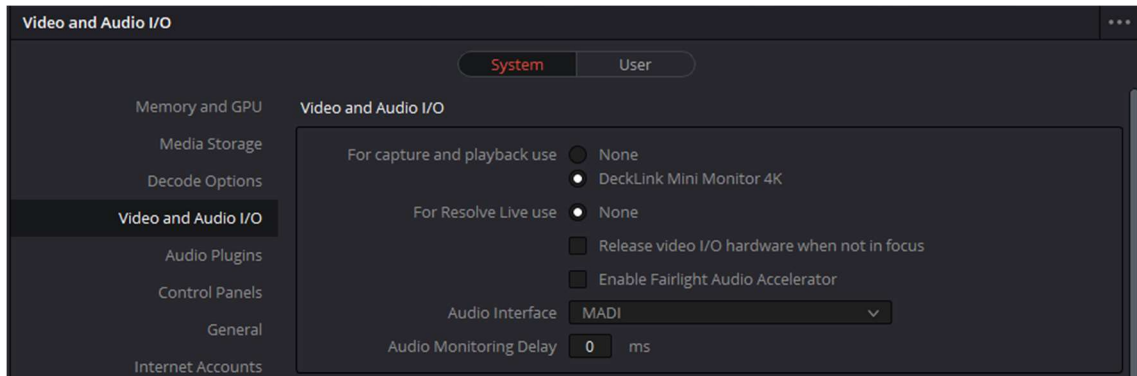 Video and Audio I/O
System
User
Memory and GPU
Media Storage
Decode Options
Video and Audio I/O
Audio Plugins
Control Panels
General
Internet Accounts
Video and Audio I/O
For capture and playback use
None
DeckLink Mini Monitor 4K
For Resolve Live use
None
Release video I/O hardware when not in focus
Enable Fairlight Audio Accelerator
Audio Interface
MADI
Audio Monitoring Delay
0
ms